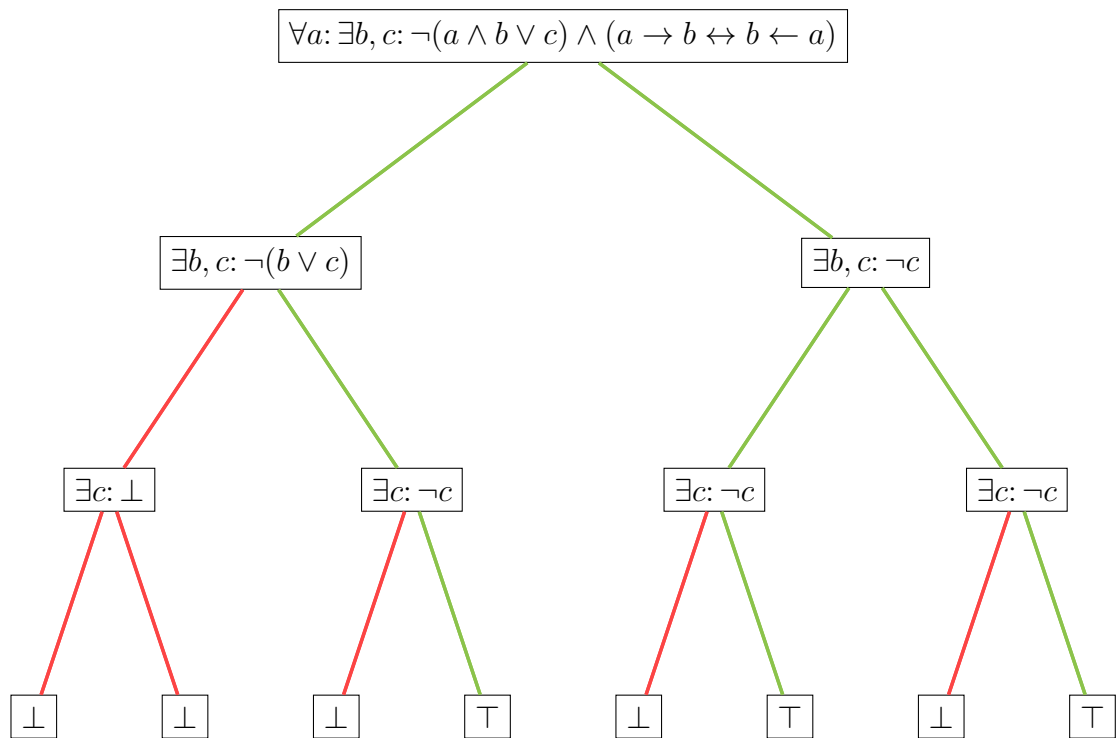 ∀a: ∃b, c: ¬(a ∧ b ∨ c) ∧ (a → b ↔ b ← a)
∃b, c: ¬(b ∨ c)
∃b, c: ¬c
∃c: ⊥
∃c: ¬c
∃c: ¬c
∃c: ¬c
⊥
⊥
⊥
⊤
⊥
⊤
⊥
⊤